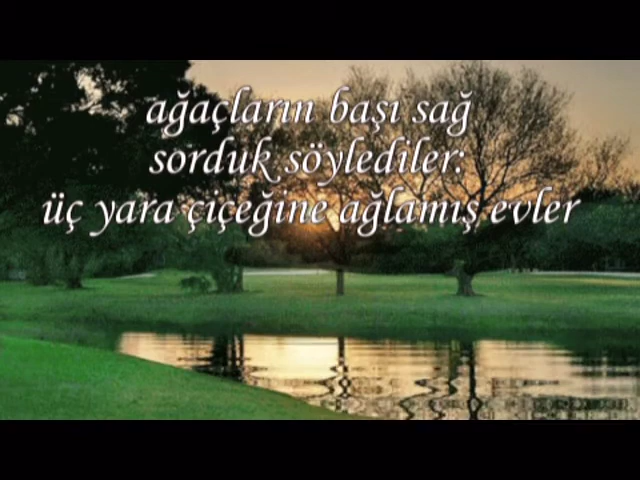 ağaçların başı sağ
sorduk söylediler:
üç yara çiçeğine ağlamış evler